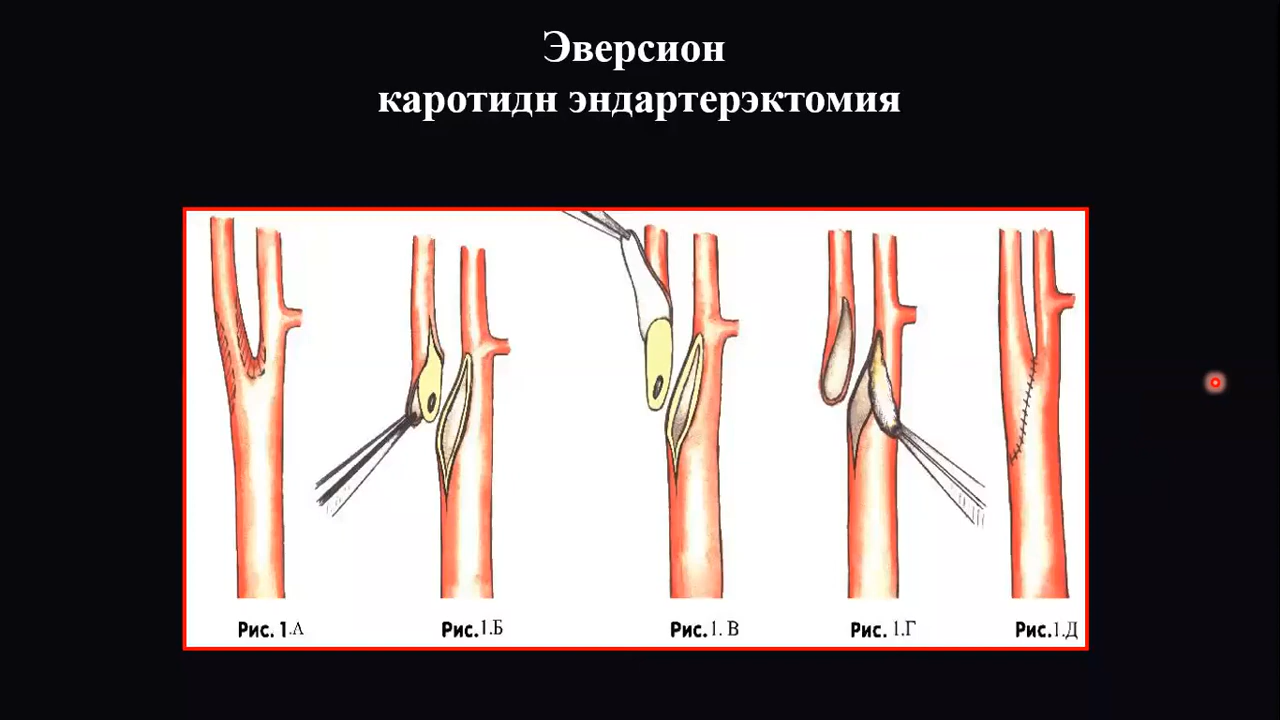 Эверсион
каротидн эндартерэктомия
Рис. 1.А
Рис.1.Б
Рис.1. В
Рис. 1.Г
Рис.1.Д